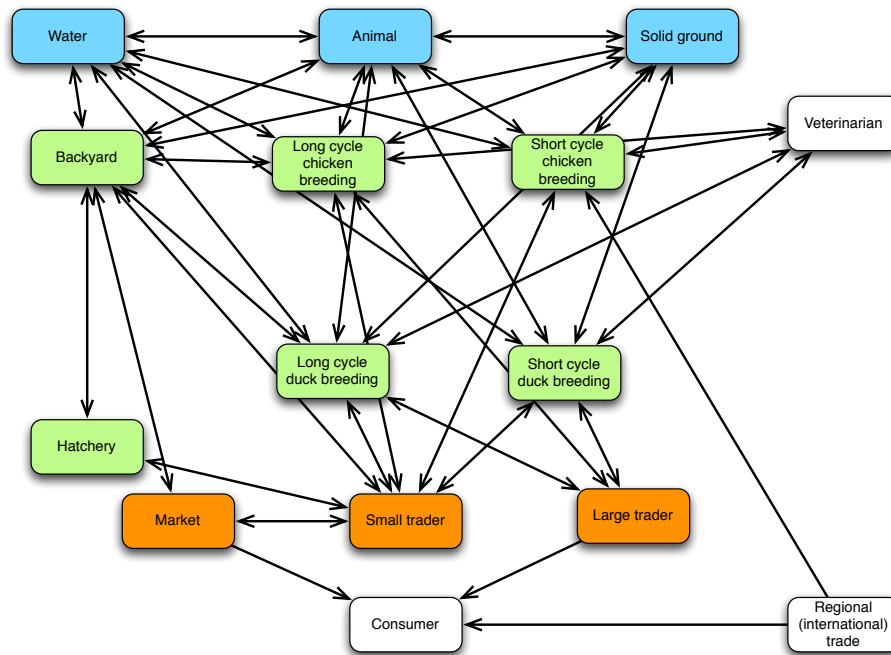 Water
Animal
Solid ground
Veterinarian
Backyard
Long cycle
chicken
breeding
Short cycle
chicken
breeding
Long cycle
duck breeding
Short cycle
duck breeding
Hatchery
Market
Small trader
Large trader
Consumer
Regional
(international)
trade